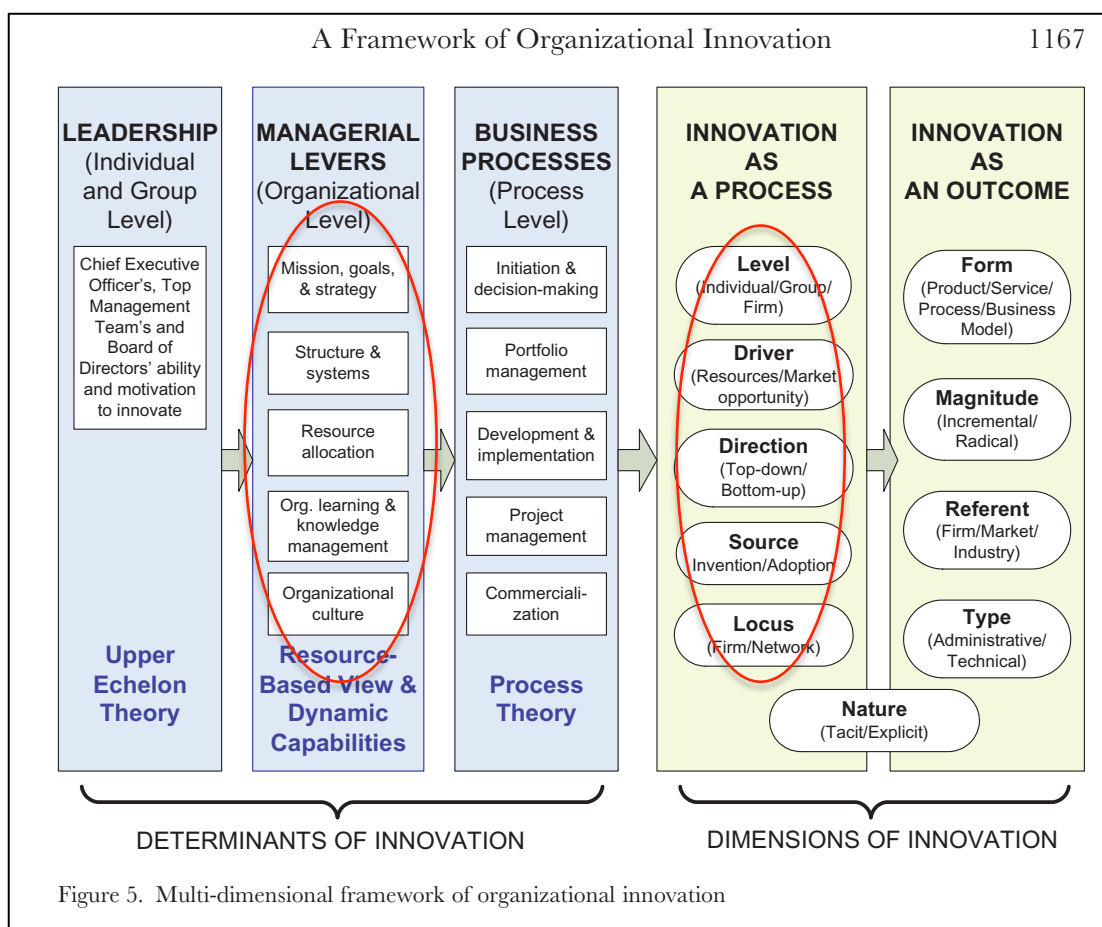 A Framework of Organizational Innovation 1167
LEADERSHIP
(Individual
and Group
Level)
Chief Executive
Officer's, Top
Management
Team's and
Board of
Directors' ability
and motivation
to innovate
Upper
Echelon
Theory
MANAGERIAL
LEVERS
(Organizational
Level)
Mission, goals,
& strategy
Structure &
systems
Resource
allocation
Org. learning &
knowledge
management
Organizational
culture
Resource-
Based View &
Dynamic
Capabilities
BUSINESS
PROCESSES
(Process
Level)
Initiation &
decision-making
Portfolio
management
Development &
implementation
Project
management
Commerciali-
zation
Process
Theory
INNOVATION
AS
A PROCESS
Level
(Individual/Group/
Firm)
Driver
(Resources/Market
opportunity)
Direction
(Top-down/
Bottom-up)
Source
Invention/Adoption
Locus
(Firm/Network)
INNOVATION
AS
AN OUTCOME
Form
(Product/Service/
Process/Business
Model)
Magnitude
(Incremental/
Radical)
Referent
(Firm/Market/
Industry)
Type
(Administrative/
Technical)
Nature
(Tacit/Explicit)
DETERMINANTS OF INNOVATION
DIMENSIONS OF INNOVATION
Figure 5. Multi-dimensional framework of organizational innovation